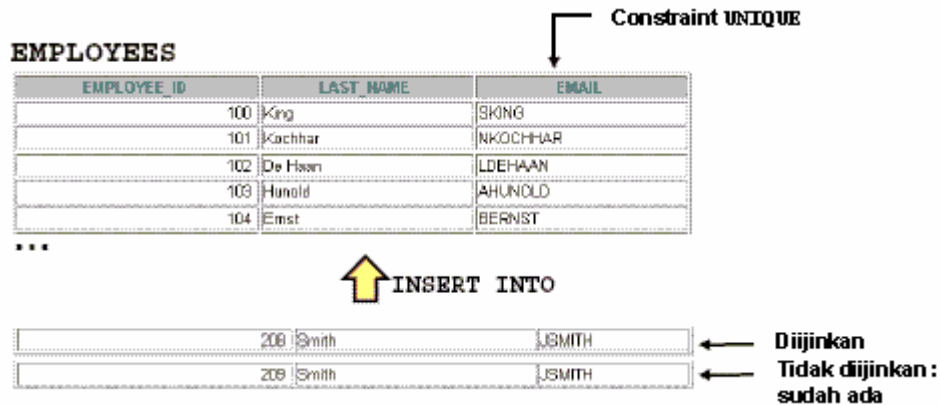 Constraint UNIQUE
EMPLOYEES
EMPLOYEE_ID LAST_NAME EMAIL
100 King SKING
101 Kochhar NKOCHHAR
102 De Haan LDEHAAN
103 Hunold AHUNOLD
104 Ernst BERNST
...
INSERT INTO
208 Smith JSMITH Diijinkan
209 Smith JSMITH Tidak diijinkan :
sudah ada